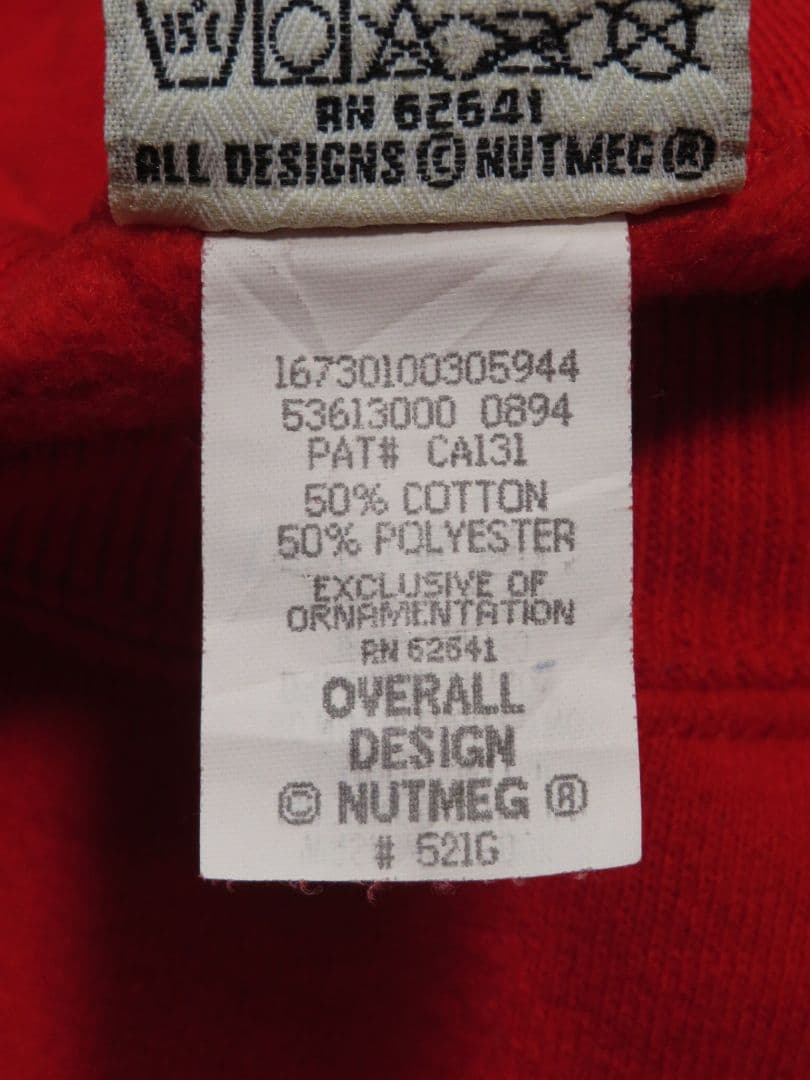 15°C
RN 62641
ALL DESIGNS © NUTMEG ®
16730100305944
53613000 0894
PAT# CA131
50% COTTON
50% POLYESTER
EXCLUSIVE OF
ORNAMENTATION
RN 62641
OVERALL
DESIGN
© NUTMEG ®
# 521G